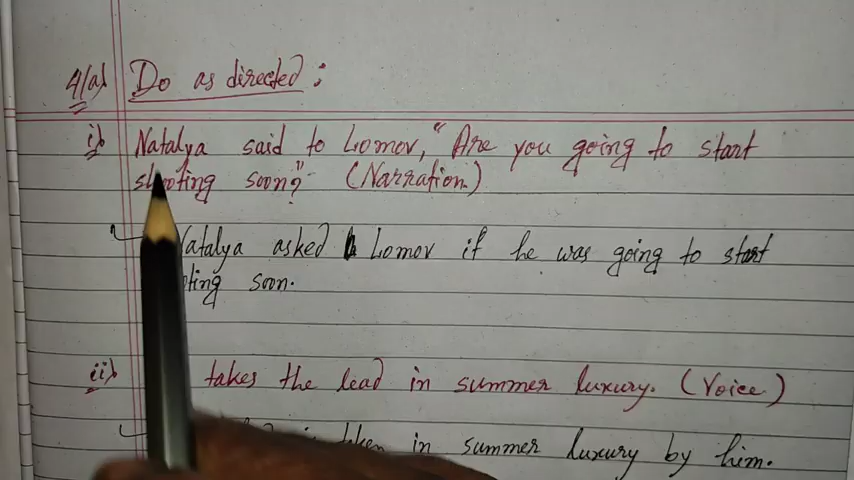 4(a) Do as directed:
i) Natalya said to Lomov, "Are you going to start
shooting soon?" (Narration)
Natalya asked Lomov if he was going to start
soon.
ii) takes the lead in summer luxury. (Voice)
is taken in summer luxury by him.